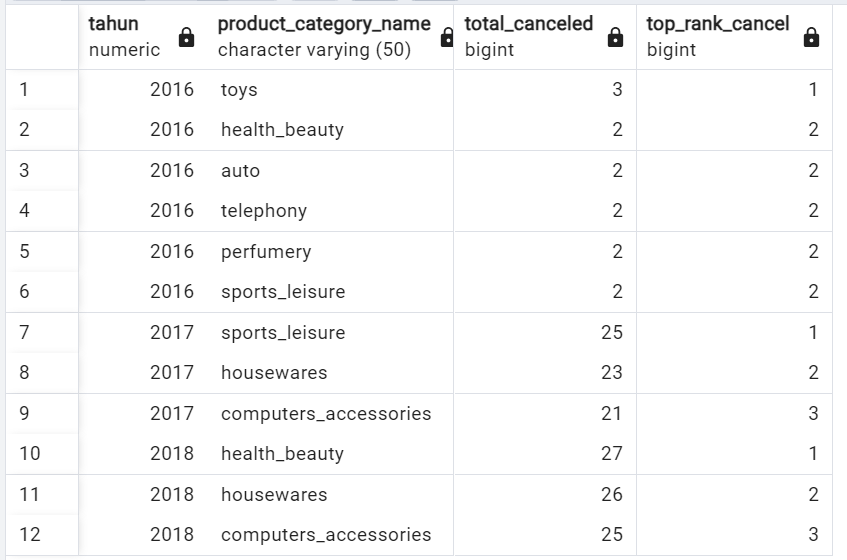 tahun product_category_name total_canceled top_rank_cancel
numeric character varying (50) bigint bigint
1 2016 toys 3 1
2 2016 health_beauty 2 2
3 2016 auto 2 2
4 2016 telephony 2 2
5 2016 perfumery 2 2
6 2016 sports_leisure 2 2
7 2017 sports_leisure 25 1
8 2017 housewares 23 2
9 2017 computers_accessories 21 3
10 2018 health_beauty 27 1
11 2018 housewares 26 2
12 2018 computers_accessories 25 3